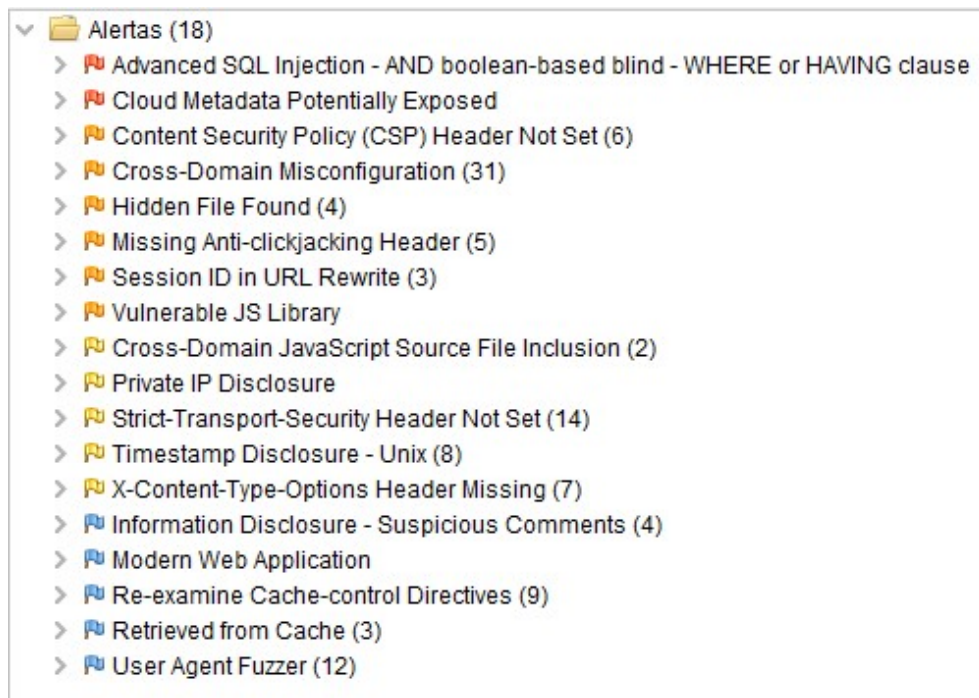 Alertas (18)
Advanced SQL Injection - AND boolean-based blind - WHERE or HAVING clause
Cloud Metadata Potentially Exposed
Content Security Policy (CSP) Header Not Set (6)
Cross-Domain Misconfiguration (31)
Hidden File Found (4)
Missing Anti-clickjacking Header (5)
Session ID in URL Rewrite (3)
Vulnerable JS Library
Cross-Domain JavaScript Source File Inclusion (2)
Private IP Disclosure
Strict-Transport-Security Header Not Set (14)
Timestamp Disclosure - Unix (8)
X-Content-Type-Options Header Missing (7)
Information Disclosure - Suspicious Comments (4)
Modern Web Application
Re-examine Cache-control Directives (9)
Retrieved from Cache (3)
User Agent Fuzzer (12)